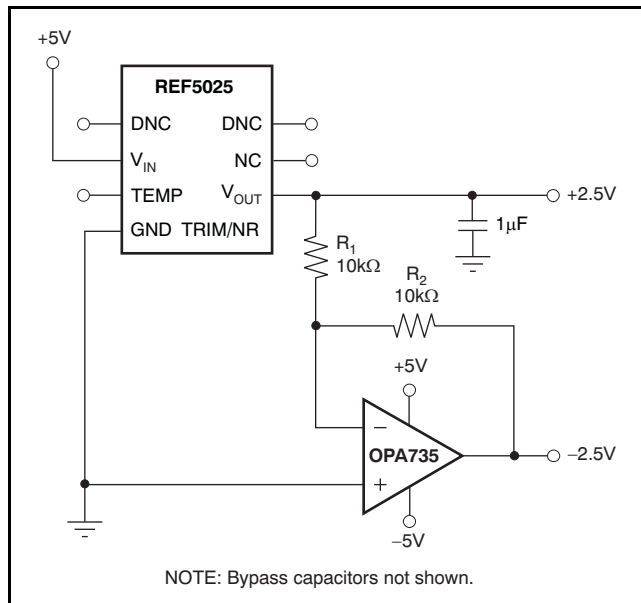 +5V
REF5025
DNC DNC
V_IN NC
TEMP V_OUT
GND TRIM/NR
+2.5V
1μF
R_1
10kΩ
R_2
10kΩ
+5V
−
OPA735
+
−5V
−2.5V
NOTE: Bypass capacitors not shown.